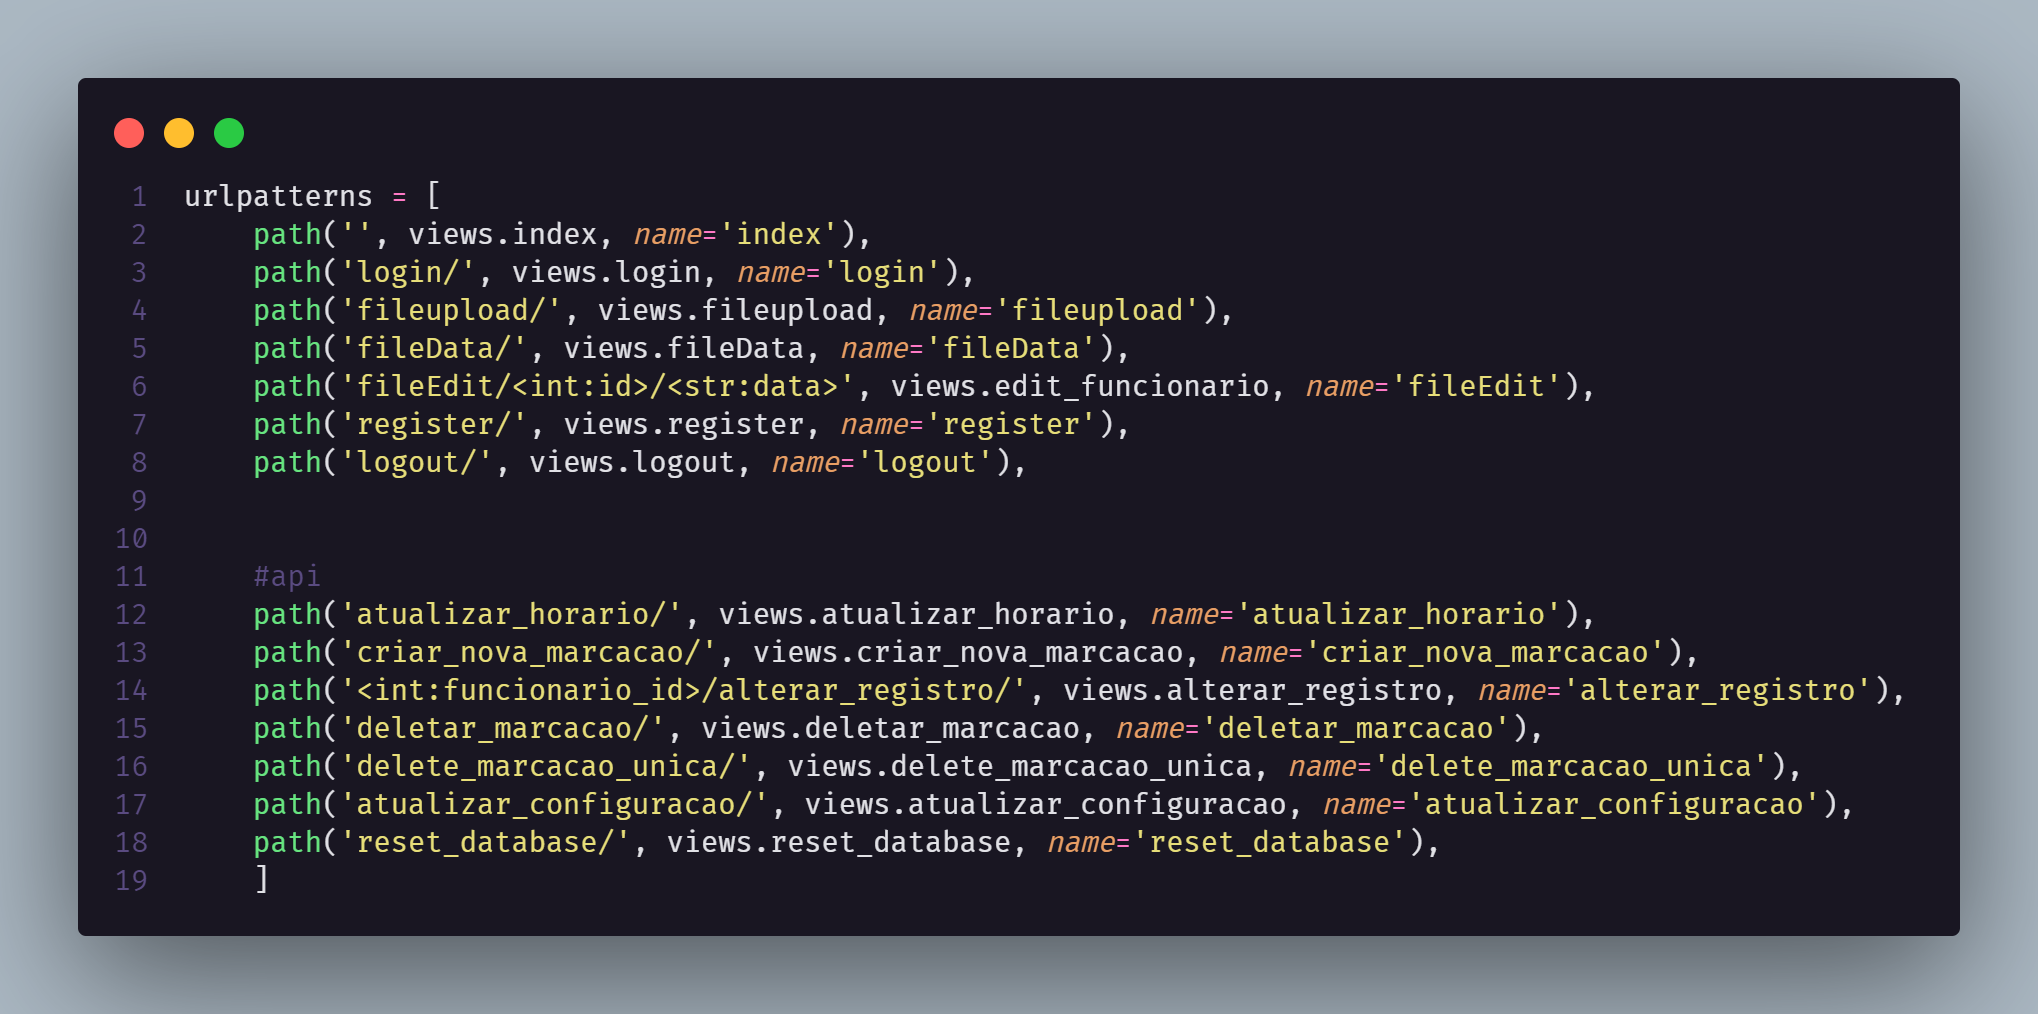 1 urlpatterns = [
2     path('', views.index, name='index'),
3     path('login/', views.login, name='login'),
4     path('fileupload/', views.fileupload, name='fileupload'),
5     path('fileData/', views.fileData, name='fileData'),
6     path('fileEdit/<int:id>/<str:data>', views.edit_funcionario, name='fileEdit'),
7     path('register/', views.register, name='register'),
8     path('logout/', views.logout, name='logout'),
9
10
11     #api
12     path('atualizar_horario/', views.atualizar_horario, name='atualizar_horario'),
13     path('criar_nova_marcacao/', views.criar_nova_marcacao, name='criar_nova_marcacao'),
14     path('<int:funcionario_id>/alterar_registro/', views.alterar_registro, name='alterar_registro'),
15     path('deletar_marcacao/', views.deletar_marcacao, name='deletar_marcacao'),
16     path('delete_marcacao_unica/', views.delete_marcacao_unica, name='delete_marcacao_unica'),
17     path('atualizar_configuracao/', views.atualizar_configuracao, name='atualizar_configuracao'),
18     path('reset_database/', views.reset_database, name='reset_database'),
19     ]